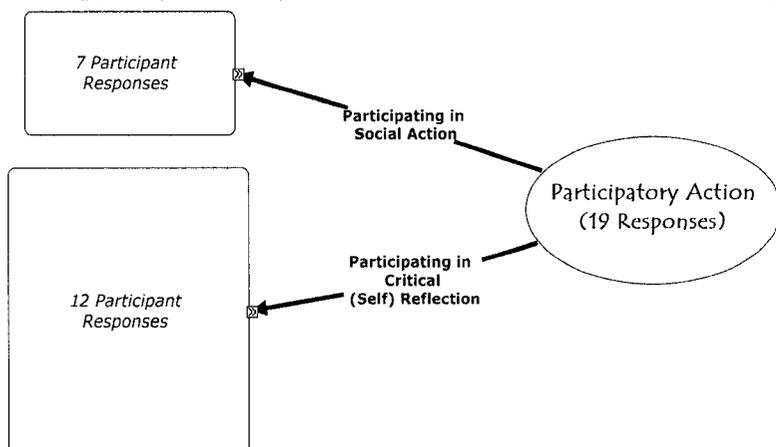 7 Participant
Responses
Participating in
Social Action
Participatory Action
(19 Responses)
Participating in
Critical
(Self) Reflection
12 Participant
Responses